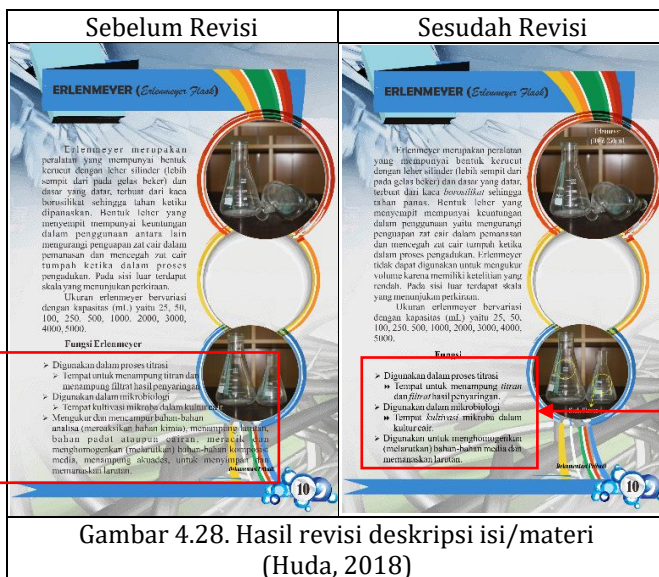 Sebelum Revisi
Sesudah Revisi
ERLENMEYER (Erlenmeyer Flask)
Erlenmeyer merupakan
peralatan yang mempunyai bentuk
kerucut dengan leher silinder (lebih
sempit dari pada gelas beker) dan
dasar yang datar, terbuat dari kaca
borosilikat sehingga tahan ketika
dipanaskan. Bentuk leher yang
menyempit mempunyai keuntungan
dalam penggunaan antara lain
mengurangi penguapan zat cair dalam
pemanasan dan mencegah zat cair
tumpah ketika dalam proses
pengadukan. Pada sisi luar terdapat
skala yang menunjukan perkiraan.
Ukuran erlenmeyer bervariasi
dengan kapasitas (mL) yaitu 25, 50,
100, 250. 500, 1000. 2000, 3000,
4000, 5000.
Fungsi Erlenmeyer
➢ Digunakan dalam proses titrasi
➢ Tempat untuk menampung titran dan
menampung filtrat hasil penyaringan
➢ Digunakan dalam mikrobiologi
➢ Tempat kultivasi mikroba dalam kultur cair
➢ Mengukur dan mencampur bahan-bahan
analisa (mereaksikan bahan kimia), menampung larutan,
bahan padat ataupun cairan, meracik dan
menghomogenkan (melarutkan) bahan-bahan komposisi
media, menampung akuades, untuk menyimpan dan
memanaskan larutan.
Dokumentasi Pribadi
10
ERLENMEYER (Erlenmeyer Flask)
Erlenmeyer
Erlenmeyer merupakan peralatan
yang mempunyai bentuk kerucut
dengan leher silinder (lebih sempit dari
pada gelas beker) dan dasar yang datar,
terbuat dari kaca borosilikat sehingga
tahan panas. Bentuk leher yang
menyempit mempunyai keuntungan
dalam penggunaan yaitu mengurangi
penguapan zat cair dalam pemanasan
dan mencegah zat cair tumpah ketika
dalam proses pengadukan. Erlenmeyer
tidak dapat digunakan untuk mengukur
volume karena memiliki ketelitian yang
rendah. Pada sisi luar terdapat skala
yang menunjukan perkiraan.
Ukuran erlenmeyer bervariasi
dengan kapasitas (mL) yaitu 25, 50,
100, 250. 500, 1000, 2000, 3000, 4000,
5000.
Fungsi
➢ Digunakan dalam proses titrasi
Tempat untuk menampung titran
dan filtrat hasil penyaringan.
➢ Digunakan dalam mikrobiologi
Tempat kultivasi mikroba dalam
kultur cair.
➢ Digunakan untuk menghomogenkan
(melarutkan) bahan-bahan media dan
memanaskan larutan.
Dokumentasi Pribadi
10
Gambar 4.28. Hasil revisi deskripsi isi/materi
(Huda, 2018)